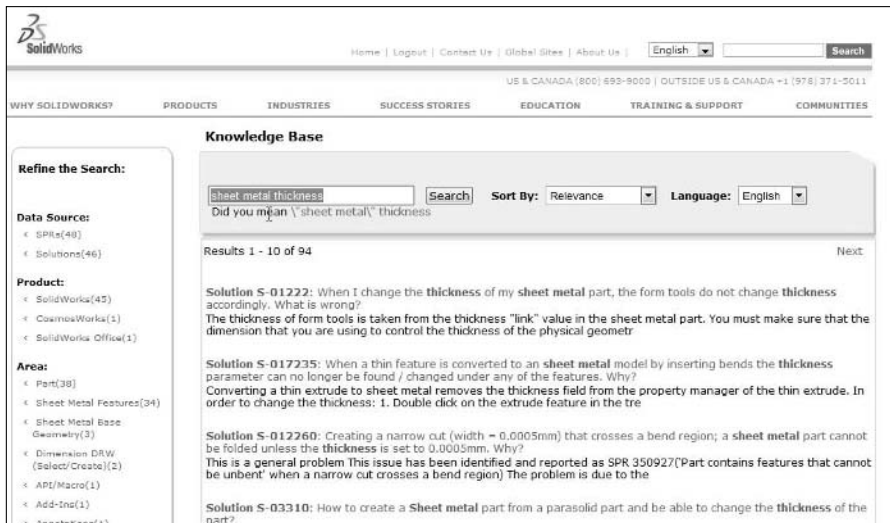 SolidWorks
Home | Logout | Contact Us | Global Sites | About Us |
English
Search
US & CANADA (800) 693-9000 | OUTSIDE US & CANADA +1 (978) 371-5011
WHY SOLIDWORKS? PRODUCTS INDUSTRIES SUCCESS STORIES EDUCATION TRAINING & SUPPORT COMMUNITIES
Knowledge Base
Refine the Search:
Data Source:
< SPRs(48)
< Solutions(46)
Product:
< SolidWorks(45)
< CosmosWorks(1)
< SolidWorks Office(1)
Area:
< Part(38)
< Sheet Metal Features(34)
< Sheet Metal Base
Geometry(3)
< Dimension DRW
(Select/Create)(2)
< API/Macro(1)
< Add-Ins(1)
sheet metal thickness
Search
Sort By: Relevance
Language: English
Did you mean \"sheet metal\" thickness
Results 1 - 10 of 94
Next
Solution S-01222: When I change the thickness of my sheet metal part, the form tools do not change thickness
accordingly. What is wrong?
The thickness of form tools is taken from the thickness "link" value in the sheet metal part. You must make sure that the
dimension that you are using to control the thickness of the physical geometr
Solution S-017235: When a thin feature is converted to an sheet metal model by inserting bends the thickness
parameter can no longer be found / changed under any of the features. Why?
Converting a thin extrude to sheet metal removes the thickness field from the property manager of the thin extrude. In
order to change the thickness: 1. Double click on the extrude feature in the tre
Solution S-012260: Creating a narrow cut (width = 0.0005mm) that crosses a bend region; a sheet metal part cannot
be folded unless the thickness is set to 0.0005mm. Why?
This is a general problem This issue has been identified and reported as SPR 350927('Part contains features that cannot
be unbent' when a narrow cut crosses a bend region) The problem is due to the
Solution S-03310: How to create a Sheet metal part from a parasolid part and be able to change the thickness of the
part?